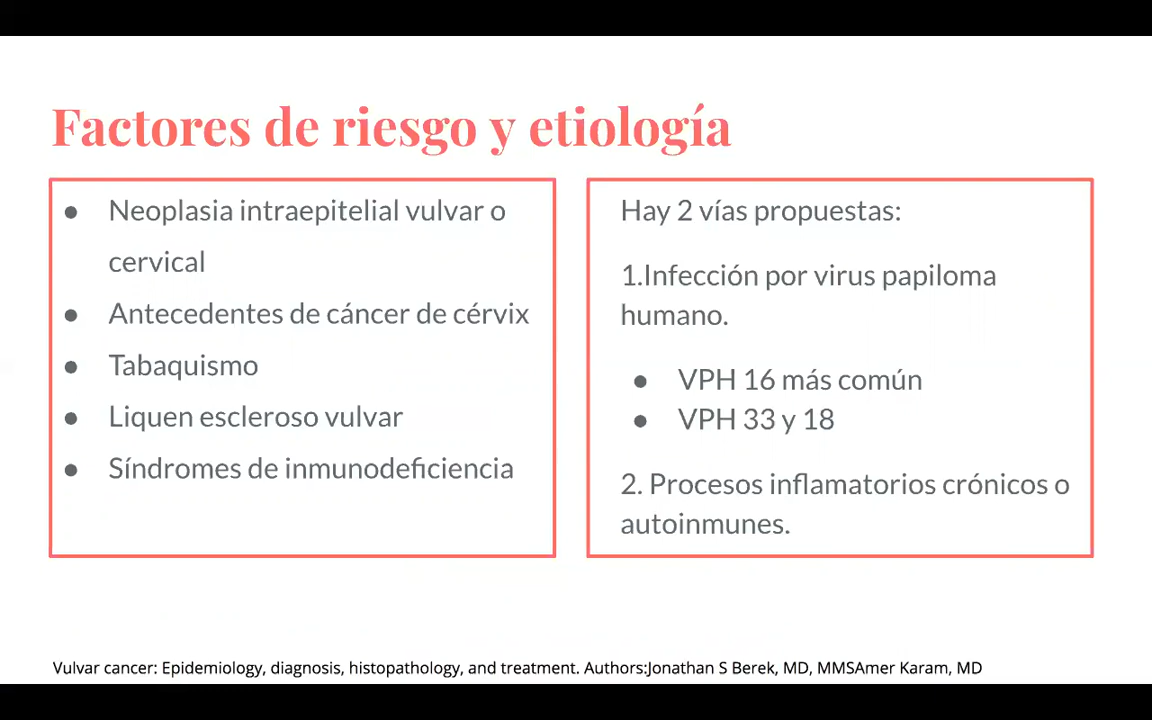 Factores de riesgo y etiología
● Neoplasia intraepitelial vulvar o
cervical
● Antecedentes de cáncer de cérvix
● Tabaquismo
● Liquen escleroso vulvar
● Síndromes de inmunodeficiencia
Hay 2 vías propuestas:
1.Infección por virus papiloma
humano.
● VPH 16 más común
● VPH 33 y 18
2. Procesos inflamatorios crónicos o
autoinmunes.
Vulvar cancer: Epidemiology, diagnosis, histopathology, and treatment. Authors:Jonathan S Berek, MD, MMSAmer Karam, MD